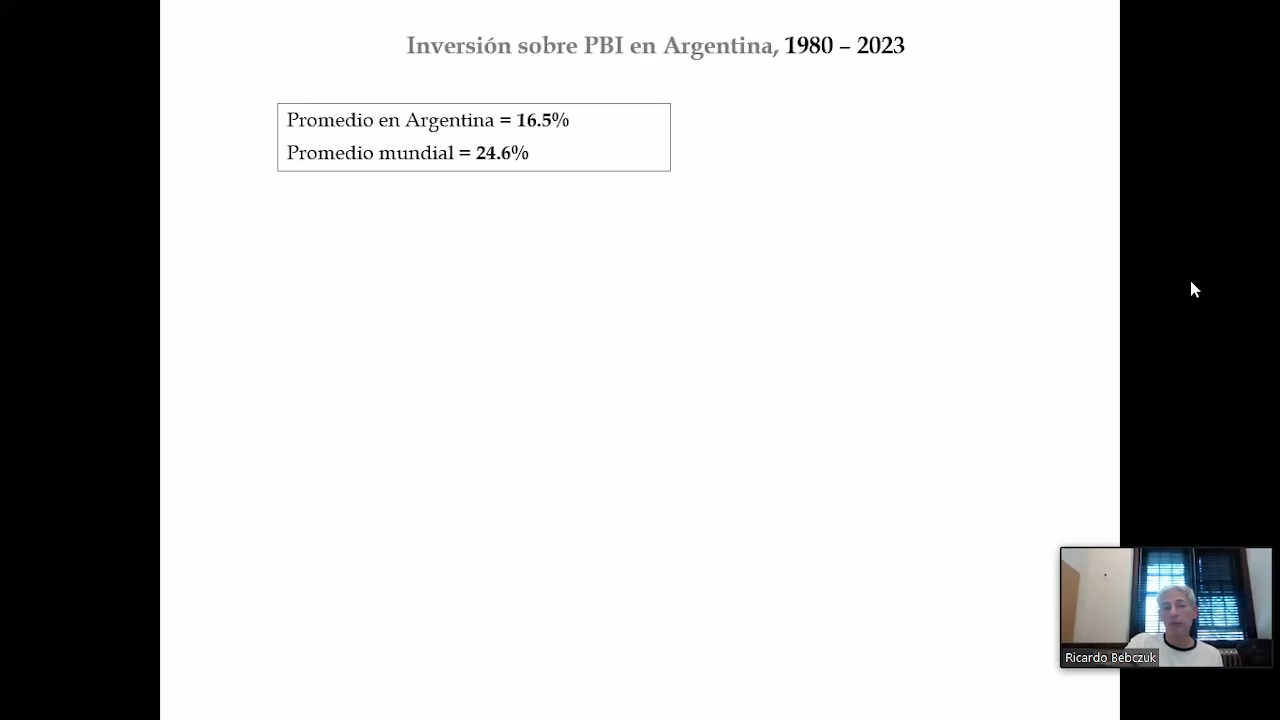 Inversión sobre PBI en Argentina, 1980 – 2023
Promedio en Argentina = 16.5%
Promedio mundial = 24.6%
Ricardo Bebczuk